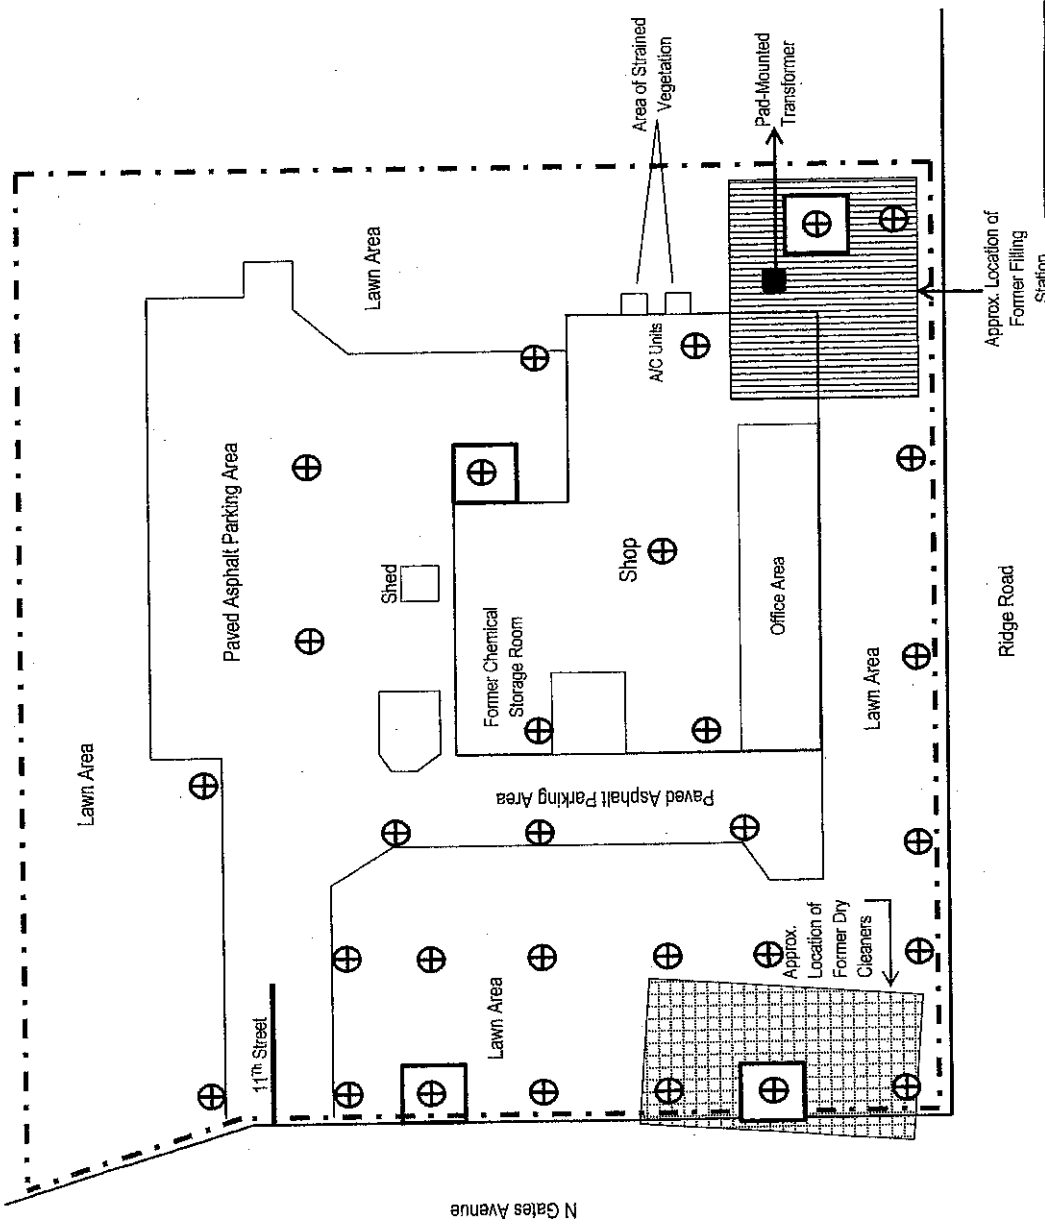 Area of Strained
Vegetation
Pad-Mounted
Transformer
Lawn Area
Approx. Location of
Former Filling
Station
A/C Units
Paved Asphalt Parking Area
Shed
Shop
Office Area
Former Chemical
Storage Room
Ridge Road
Lawn Area
Lawn Area
Paved Asphalt Parking Area
Approx.
Location of
Former Dry
Cleaners
11Th Street
Lawn Area
N Gates Avenue